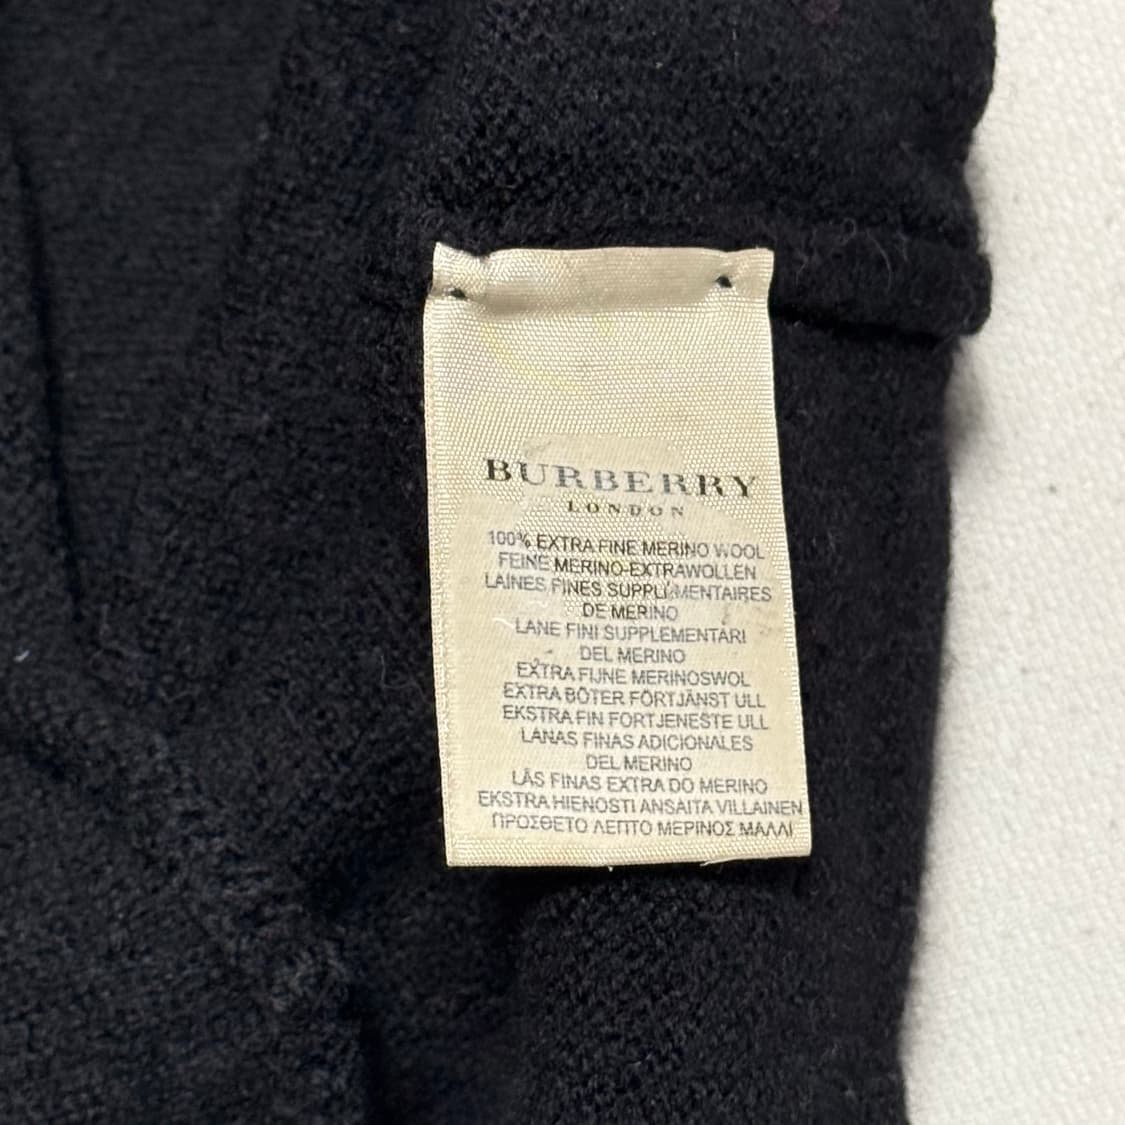 BURBERRY
LONDON
100% EXTRA FINE MERINO WOOL
FEINE MERINO-EXTRAWOLLEN
LAINES FINES SUPPLÉMENTAIRES
DE MERINO
LANE FINI SUPPLEMENTARI
DEL MERINO
EXTRA FIJNE MERINOSWOL
EXTRA BÖTER FÖRTJÄNST ULL
EKSTRA FIN FORTJENESTE ULL
LANAS FINAS ADICIONALES
DEL MERINO
LÃS FINAS EXTRA DO MERINO
EKSTRA HIENOSTI ANSAITA VILLAINEN
ΠΡΟΣΘΕΤΟ ΛΕΠΤΟ ΜΕΡΙΝΟΣ ΜΑΛΛΙ